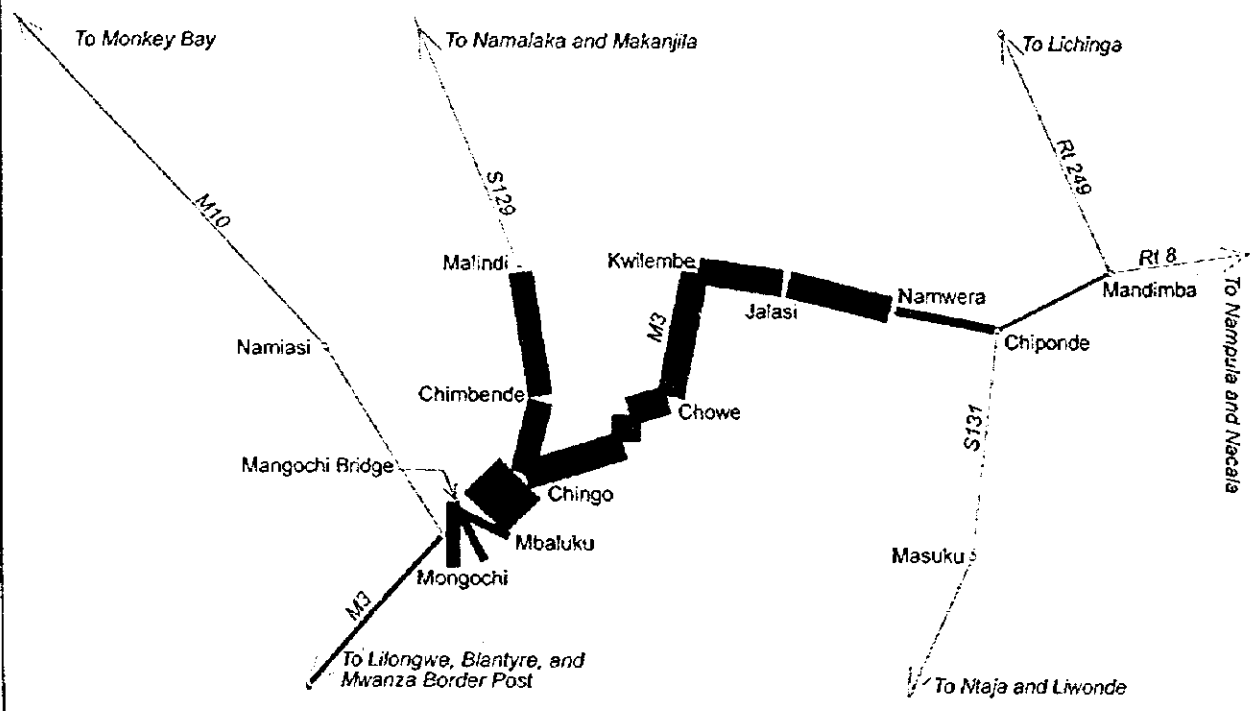 To Monkey Bay
To Namalaka and Makanjila
To Lichinga
M10
S129
Rt 249
Malindi
Kwilembe
Rt 8
Mandimba
Namwera
Jalasi
M3
Namiasi
Chiponde
To Nampula and Nacala
Chimbende
Chowe
S131
Mangochi Bridge
Chingo
Mbaluku
Masuku
Mongochi
M3
To Lilongwe, Blantyre, and
Mwanza Border Post
To Ntaja and Liwonde